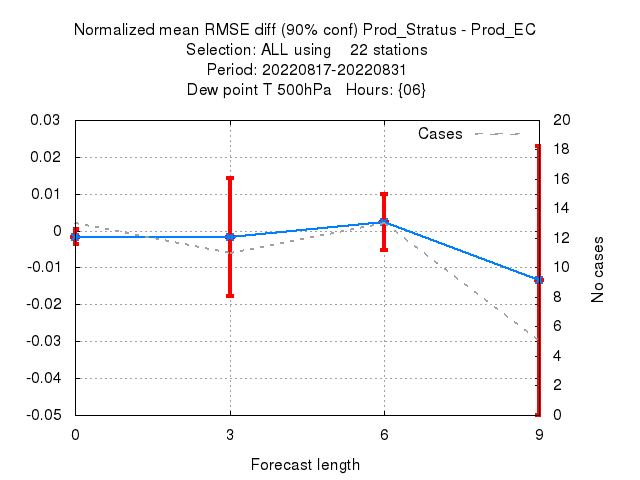 Normalized mean RMSE diff (90% conf) Prod_Stratus - Prod_EC
Selection: ALL using    22 stations
Period: 20220817-20220831
Dew point T 500hPa   Hours: {06}
Cases
0.03
0.02
0.01
0
-0.01
-0.02
-0.03
-0.04
-0.05
20
18
16
14
12
10
8
6
4
2
0
No cases
0 3 6 9
Forecast length